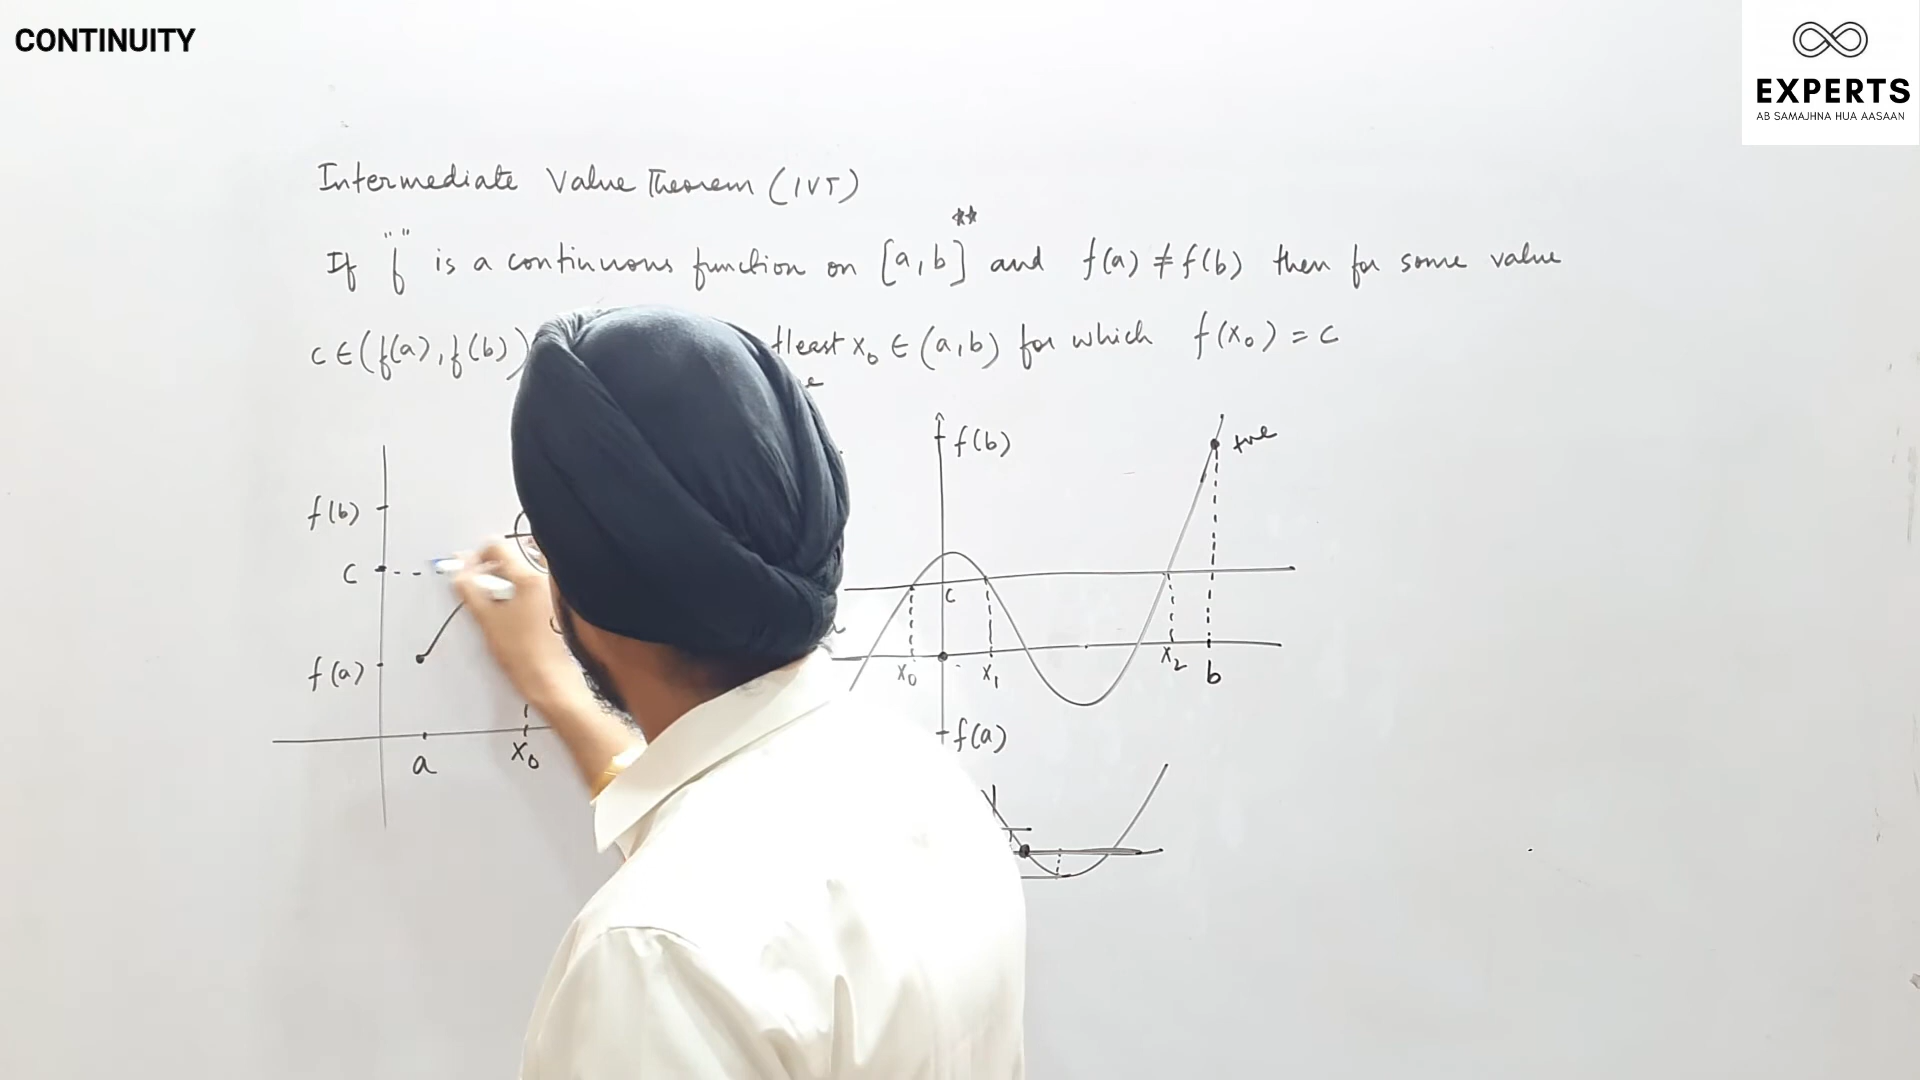 CONTINUITY
EXPERTS
AB SAMAJHNA HUA AASAAN
Intermediate Value Theorem (IVT)
**
If "f" is a continuous function on [a,b] and f(a) ≠ f(b) then for some value
c ∈ (f(a), f(b)) tleast x₀ ∈ (a,b) for which f(x₀) = c
f(b)
c
f(a)
a
x₀
f(b)
+ve
c
x₀
x₁
x₂
b
f(a)